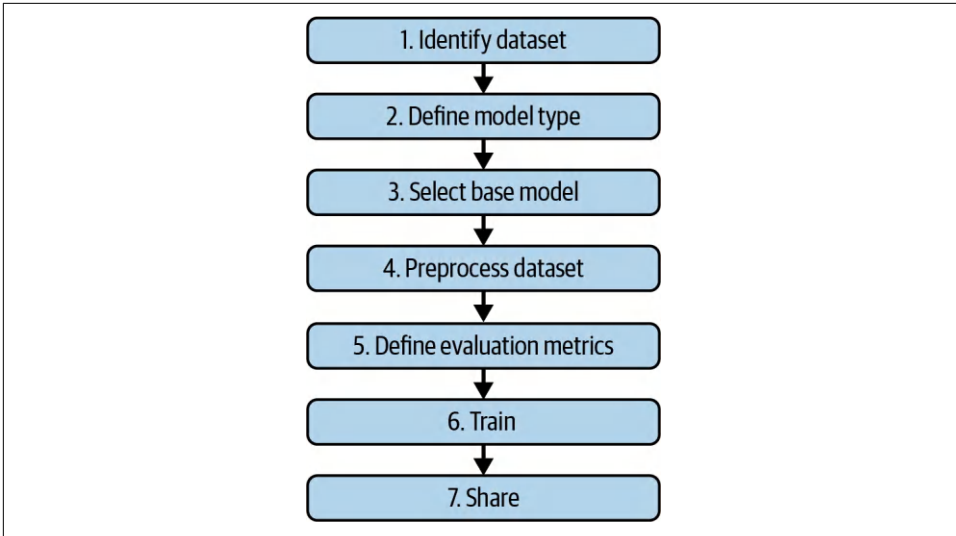 1. Identify dataset
2. Define model type
3. Select base model
4. Preprocess dataset
5. Define evaluation metrics
6. Train
7. Share